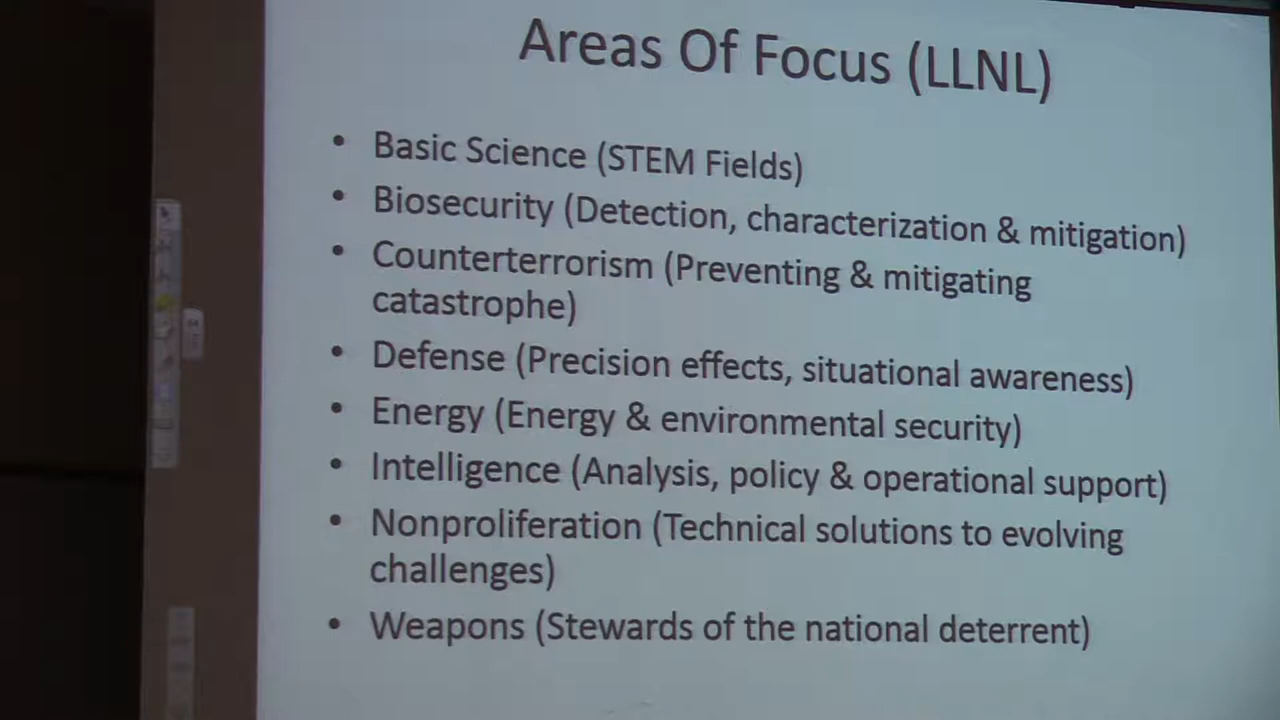 Areas Of Focus (LLNL)
• Basic Science (STEM Fields)
• Biosecurity (Detection, characterization & mitigation)
• Counterterrorism (Preventing & mitigating
catastrophe)
• Defense (Precision effects, situational awareness)
• Energy (Energy & environmental security)
• Intelligence (Analysis, policy & operational support)
• Nonproliferation (Technical solutions to evolving
challenges)
• Weapons (Stewards of the national deterrent)